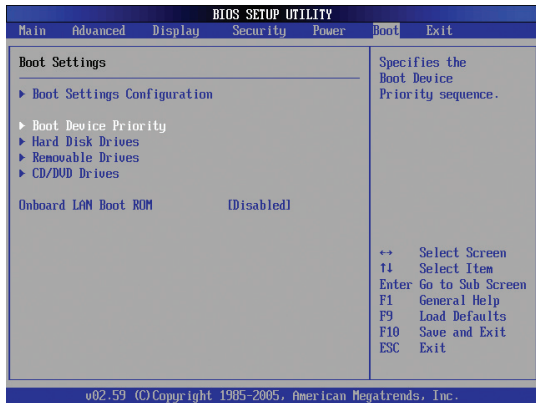 BIOS SETUP UTILITY
Main Advanced Display Security Power Boot Exit
Boot Settings
Boot Settings Configuration
Boot Device Priority
Hard Disk Drives
Removable Drives
CD/DVD Drives
Onboard LAN Boot ROM [Disabled]
Specifies the
Boot Device
Priority sequence.
↔ Select Screen
↑↓ Select Item
Enter Go to Sub Screen
F1 General Help
F9 Load Defaults
F10 Save and Exit
ESC Exit
v02.59 (C)Copyright 1985-2005, American Megatrends, Inc.